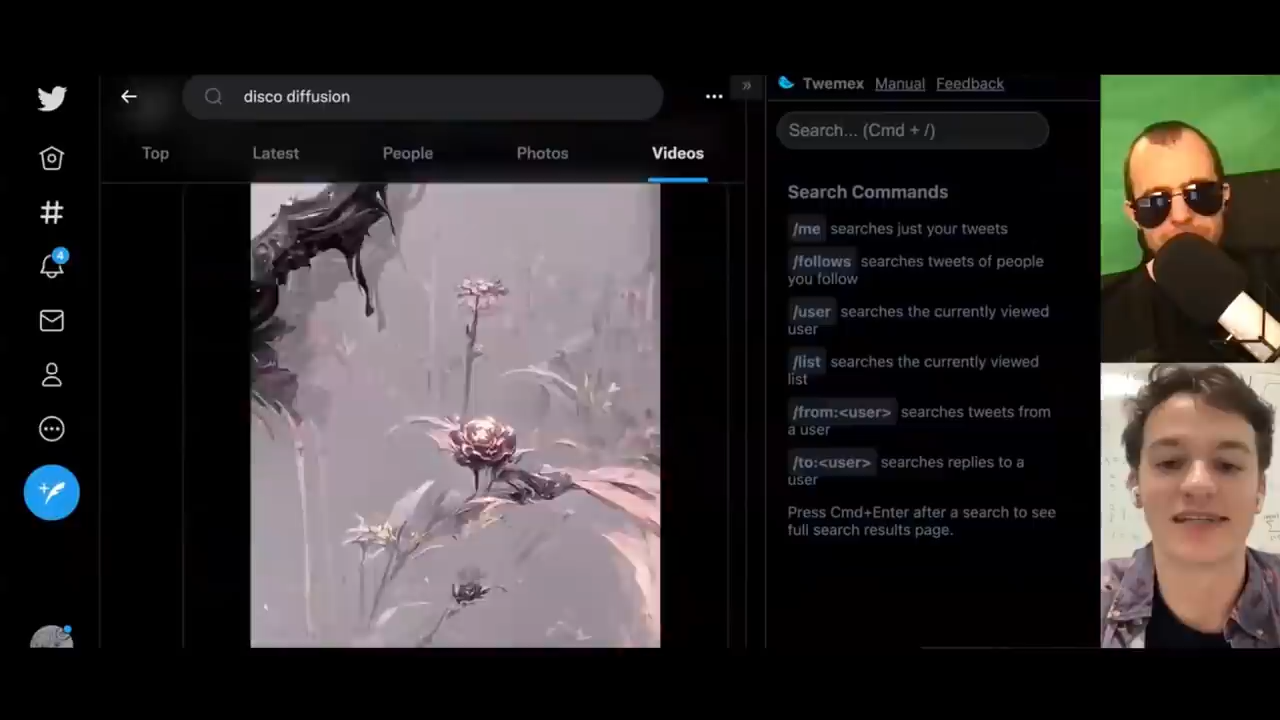 disco diffusion
Top
Latest
People
Photos
Videos
4
»
Twemex
Manual
Feedback
Search... (Cmd + /)
Search Commands
/me searches just your tweets
/follows searches tweets of people
you follow
/user searches the currently viewed
user
/list searches the currently viewed
list
/from:<user> searches tweets from
a user
/to:<user> searches replies to a
user
Press Cmd+Enter after a search to see
full search results page.